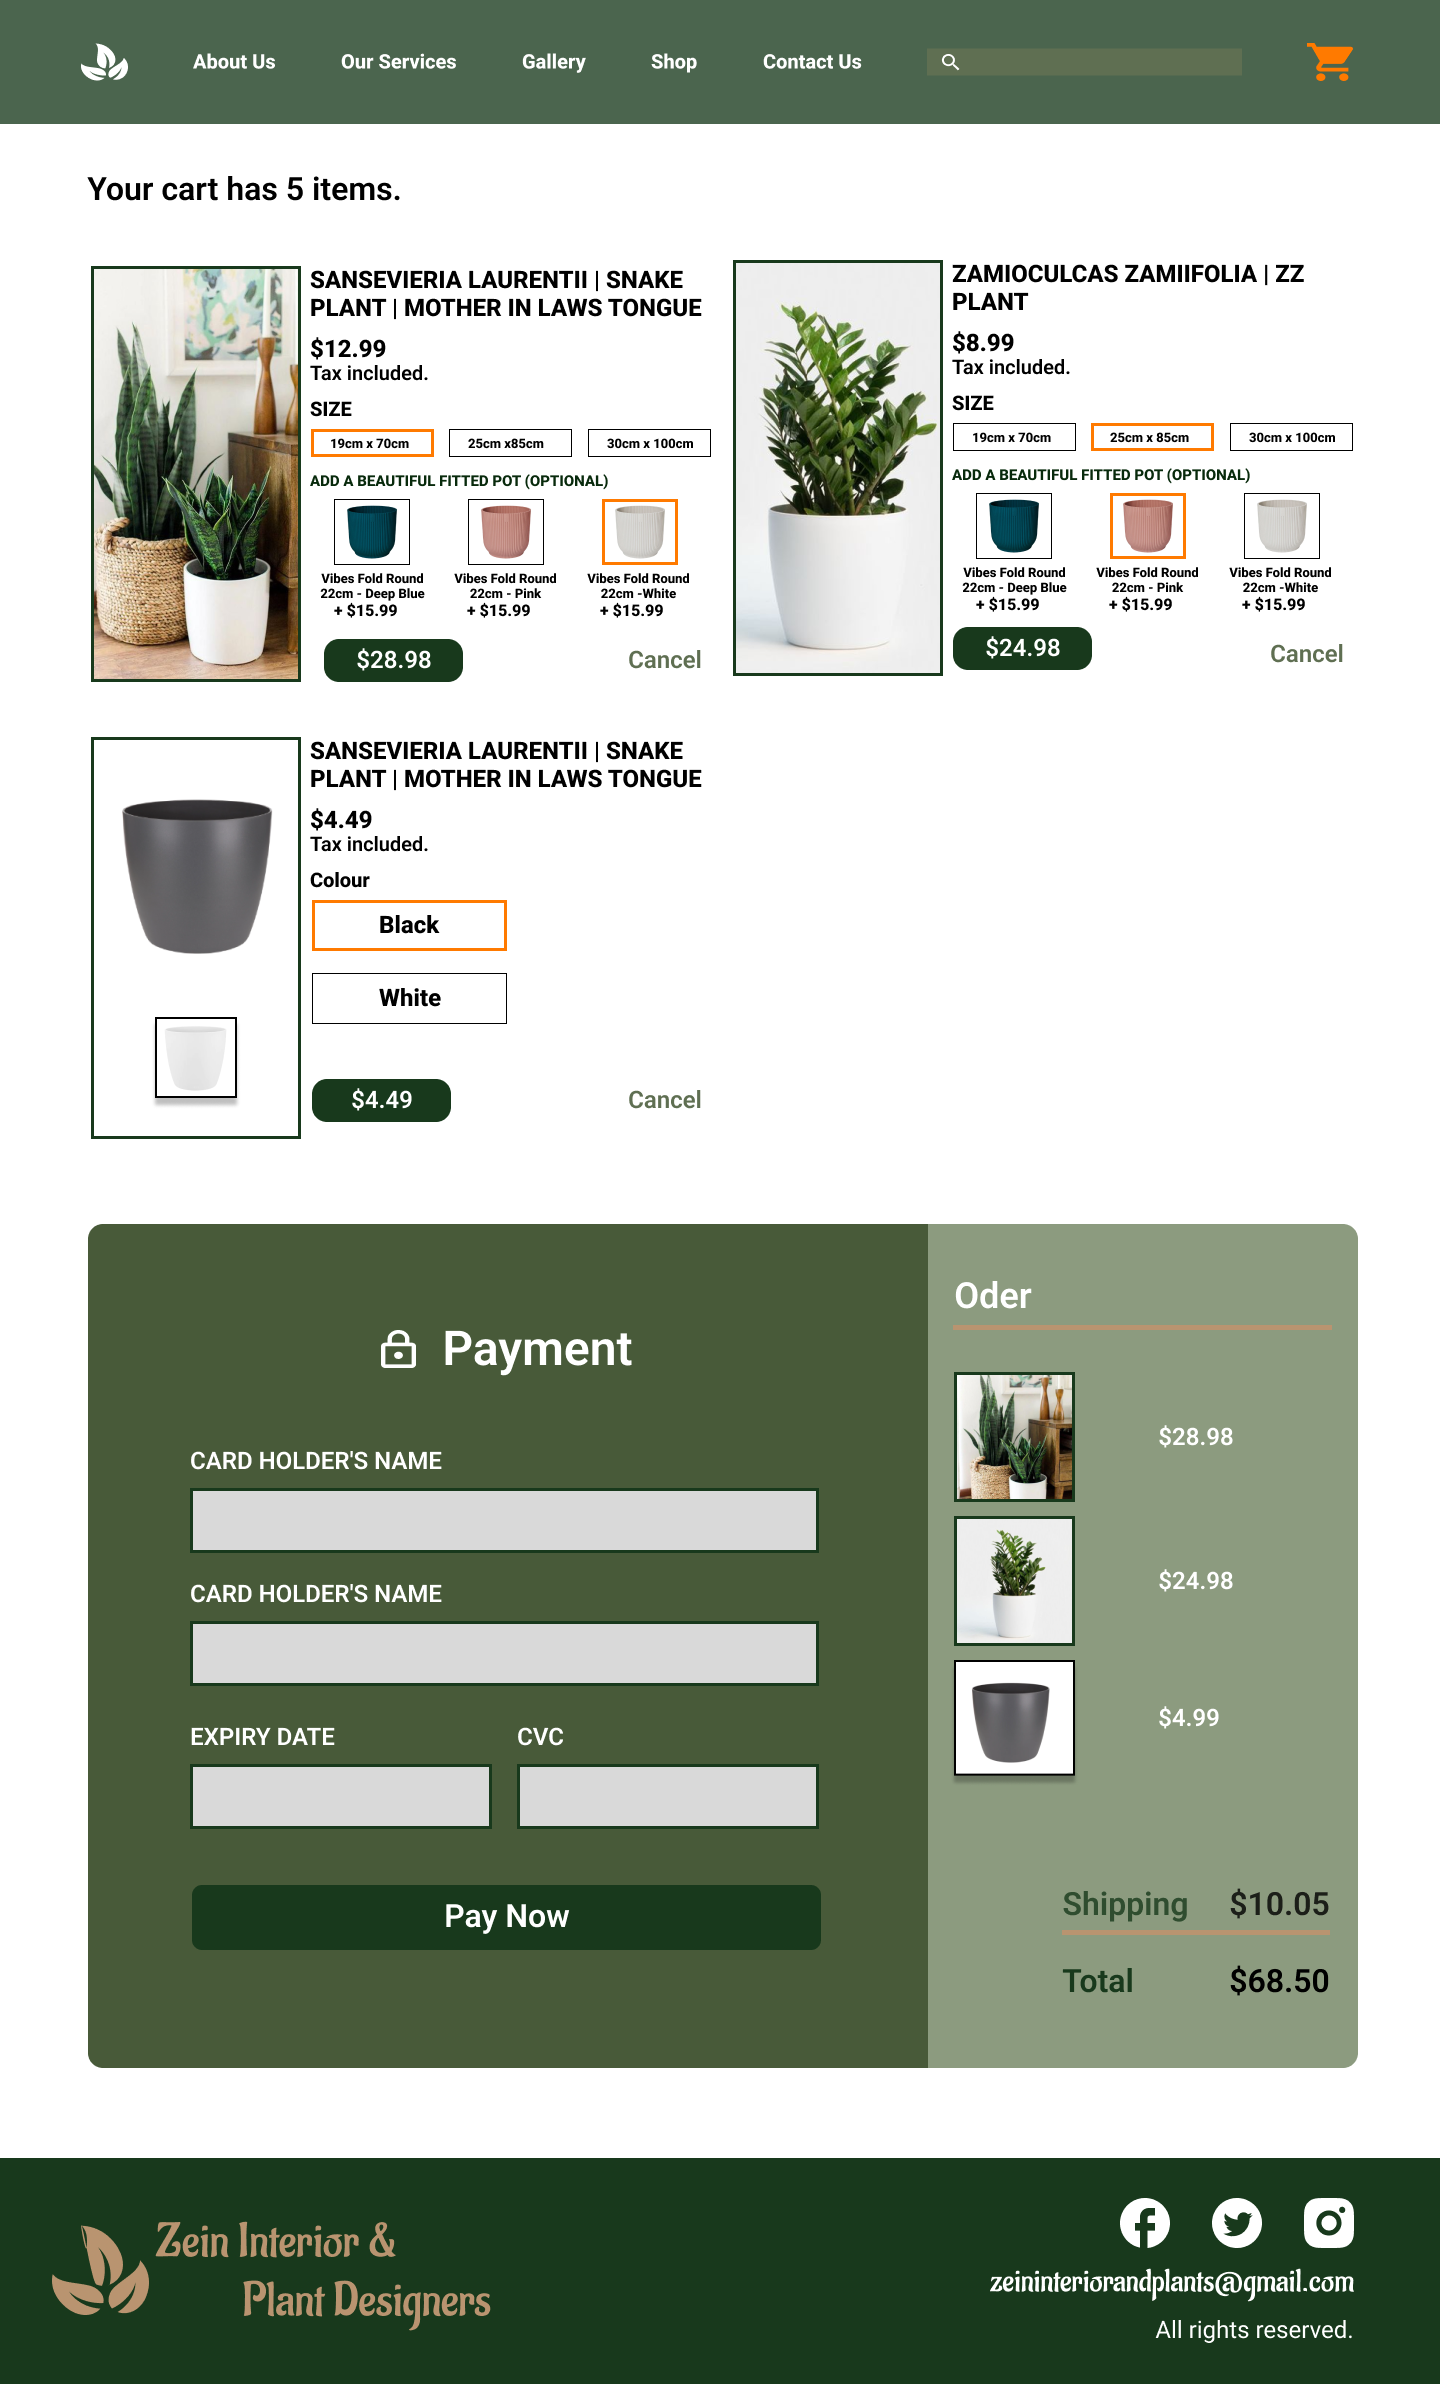 About Us
Our Services
Gallery
Shop
Contact Us
Your cart has 5 items.
SANSEVIERIA LAURENTII | SNAKE
PLANT | MOTHER IN LAWS TONGUE
$12.99
Tax included.
SIZE
19cm x 70cm
25cm x85cm
30cm x 100cm
ADD A BEAUTIFUL FITTED POT (OPTIONAL)
Vibes Fold Round
22cm - Deep Blue
+ $15.99
Vibes Fold Round
22cm - Pink
+ $15.99
Vibes Fold Round
22cm -White
+ $15.99
$28.98
Cancel
ZAMIOCULCAS ZAMIIFOLIA | ZZ
PLANT
$8.99
Tax included.
SIZE
19cm x 70cm
25cm x 85cm
30cm x 100cm
ADD A BEAUTIFUL FITTED POT (OPTIONAL)
Vibes Fold Round
22cm - Deep Blue
+ $15.99
Vibes Fold Round
22cm - Pink
+ $15.99
Vibes Fold Round
22cm -White
+ $15.99
$24.98
Cancel
SANSEVIERIA LAURENTII | SNAKE
PLANT | MOTHER IN LAWS TONGUE
$4.49
Tax included.
Colour
Black
White
$4.49
Cancel
Payment
CARD HOLDER'S NAME
CARD HOLDER'S NAME
EXPIRY DATE
CVC
Pay Now
Oder
$28.98
$24.98
$4.99
Shipping $10.05
Total $68.50
Zein Interior &
Plant Designers
zeininteriorandplants@gmail.com
All rights reserved.